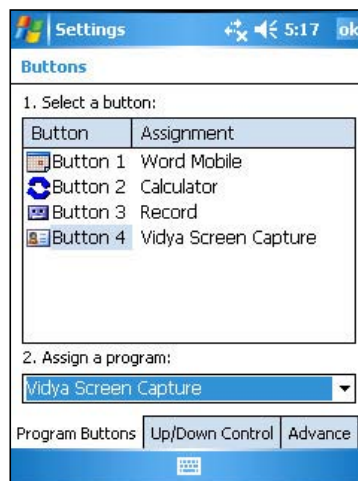 Settings 5:17 ok
Buttons
1. Select a button:
Button Assignment
Button 1 Word Mobile
Button 2 Calculator
Button 3 Record
Button 4 Vidya Screen Capture
2. Assign a program:
Vidya Screen Capture
Program Buttons Up/Down Control Advance